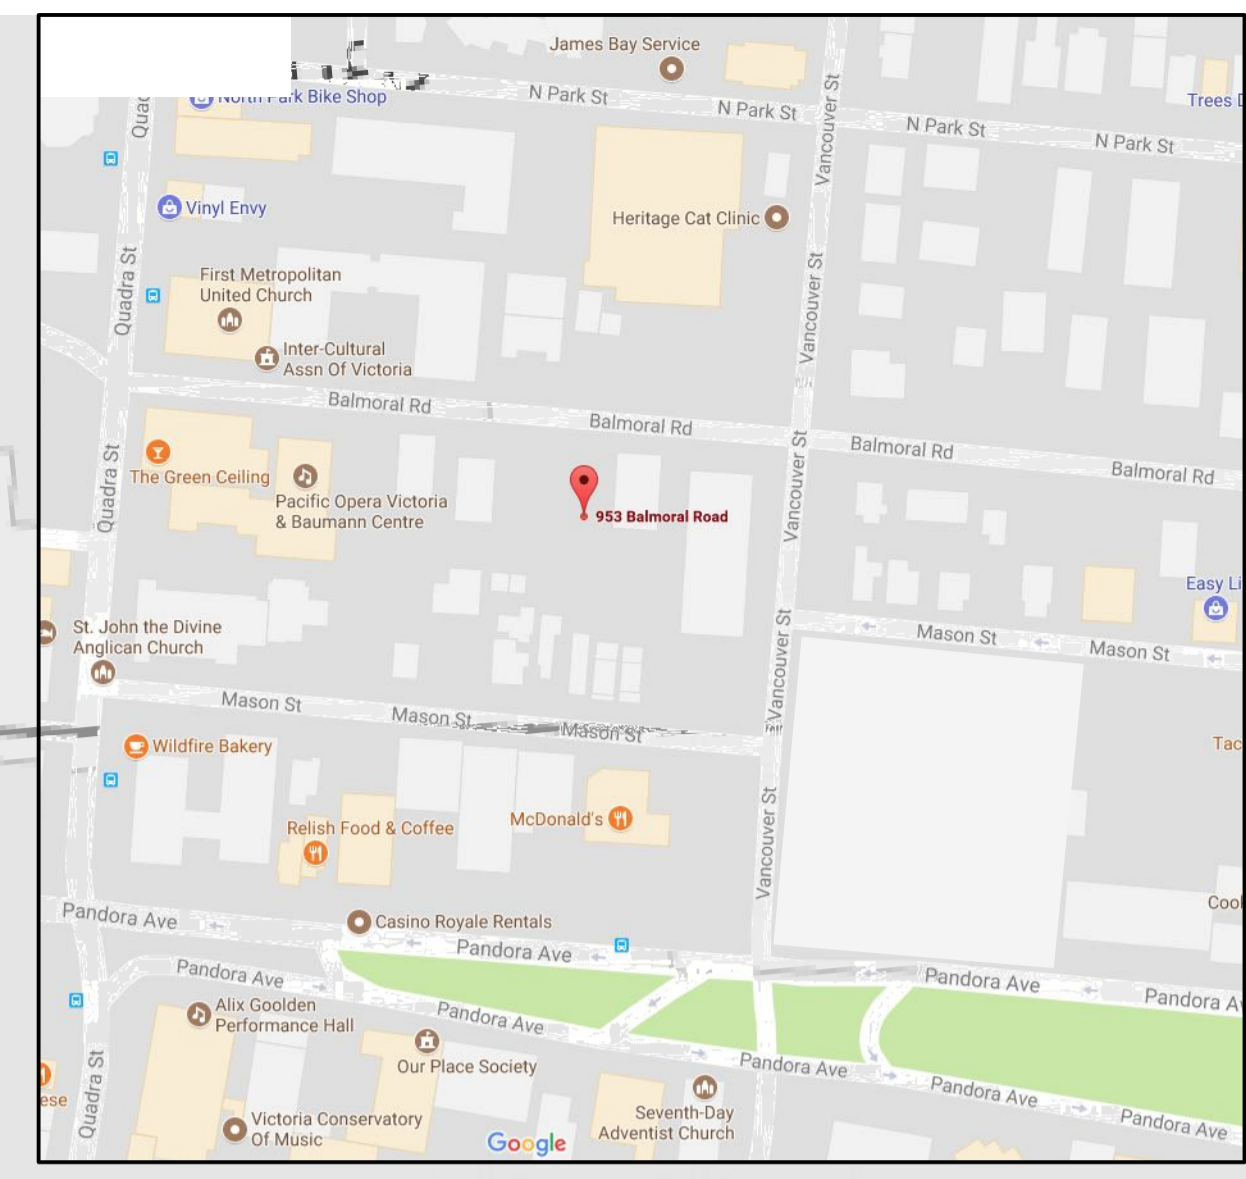 James Bay Service
North Park Bike Shop
N Park St
N Park St
N Park St
N Park St
Vancouver St
Vinyl Envy
Heritage Cat Clinic
Quadra St
First Metropolitan
United Church
Vancouver St
Inter-Cultural
Assn Of Victoria
Balmoral Rd
Balmoral Rd
Balmoral Rd
Balmoral Rd
Quadra St
The Green Ceiling
Pacific Opera Victoria
& Baumann Centre
953 Balmoral Road
Vancouver St
St. John the Divine
Anglican Church
Mason St
Mason St
Vancouver St
Mason St
Mason St
Mason St
Wildfire Bakery
McDonald's
Relish Food & Coffee
Vancouver St
Pandora Ave
Casino Royale Rentals
Pandora Ave
Pandora Ave
Pandora Ave
Pandora A
Alix Goolden
Performance Hall
Pandora Ave
Our Place Society
Pandora Ave
Pandora Ave
Pandora Ave
Quadra St
Victoria Conservatory
Of Music
Seventh-Day
Adventist Church
Google